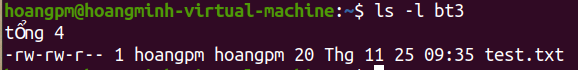 hoangpm@hoangminh-virtual-machine:~$ ls -l bt3
tổng 4
-rw-rw-r-- 1 hoangpm hoangpm 20 Thg 11 25 09:35 test.txt